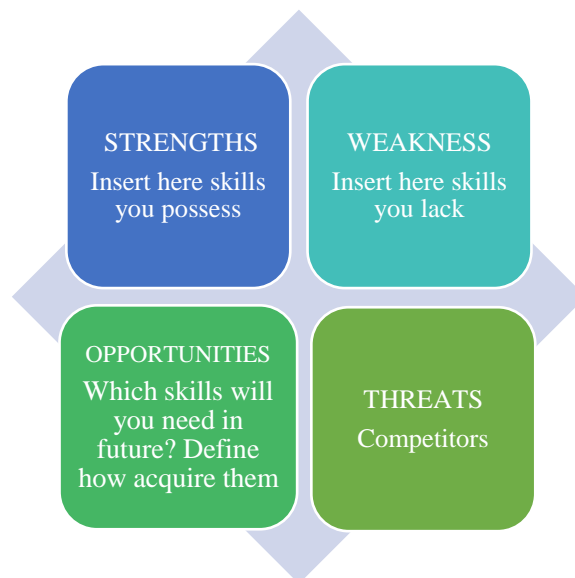 STRENGTHS
Insert here skills
you possess
WEAKNESS
Insert here skills
you lack
OPPORTUNITIES
Which skills will
you need in
future? Define
how acquire them
THREATS
Competitors